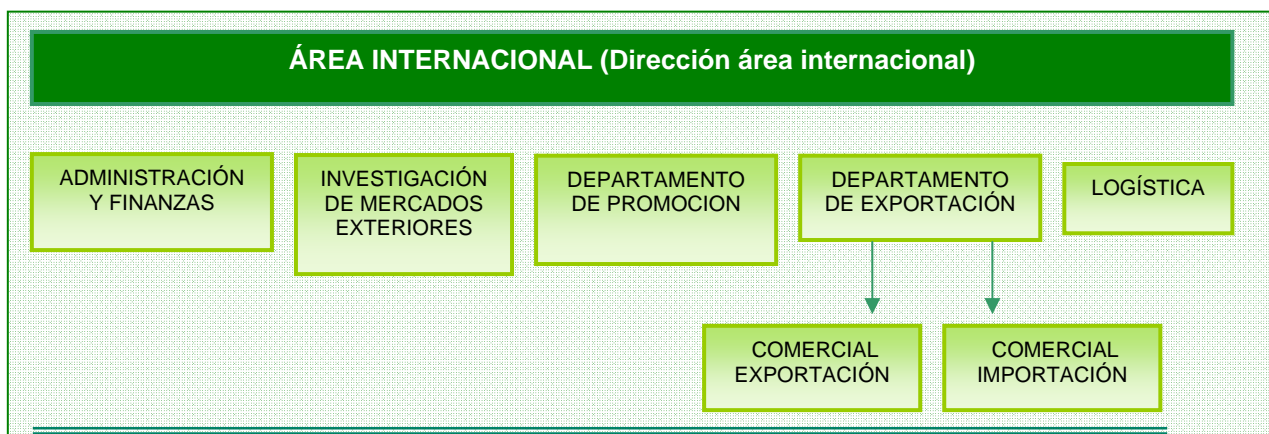 ÁREA INTERNACIONAL (Dirección área internacional)
ADMINISTRACIÓN
Y FINANZAS
INVESTIGACIÓN
DE MERCADOS
EXTERIORES
DEPARTAMENTO
DE PROMOCION
DEPARTAMENTO
DE EXPORTACIÓN
LOGÍSTICA
COMERCIAL
EXPORTACIÓN
COMERCIAL
IMPORTACIÓN